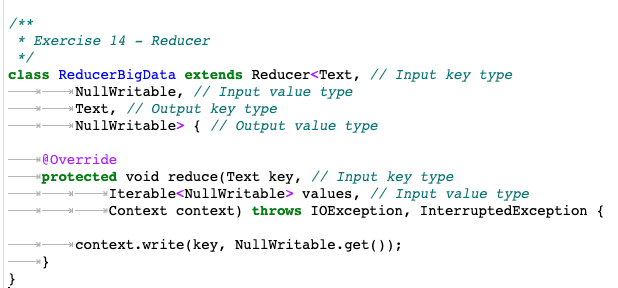 /**
 * Exercise 14 - Reducer
 */
class ReducerBigData extends Reducer<Text, // Input key type
        NullWritable, // Input value type
        Text, // Output key type
        NullWritable> { // Output value type

    @Override
    protected void reduce(Text key, // Input key type
            Iterable<NullWritable> values, // Input value type
            Context context) throws IOException, InterruptedException {

        context.write(key, NullWritable.get());
    }
}